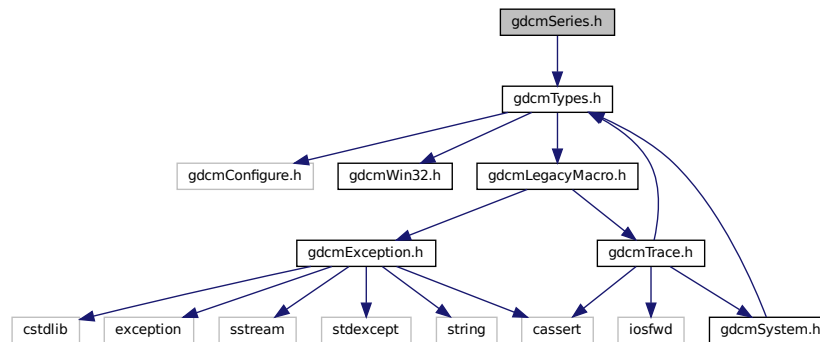 gdcmSeries.h
gdcmTypes.h
gdcmConfigure.h
gdcmWin32.h
gdcmLegacyMacro.h
gdcmException.h
gdcmTrace.h
cstdlib
exception
sstream
stdexcept
string
cassert
iosfwd
gdcmSystem.h